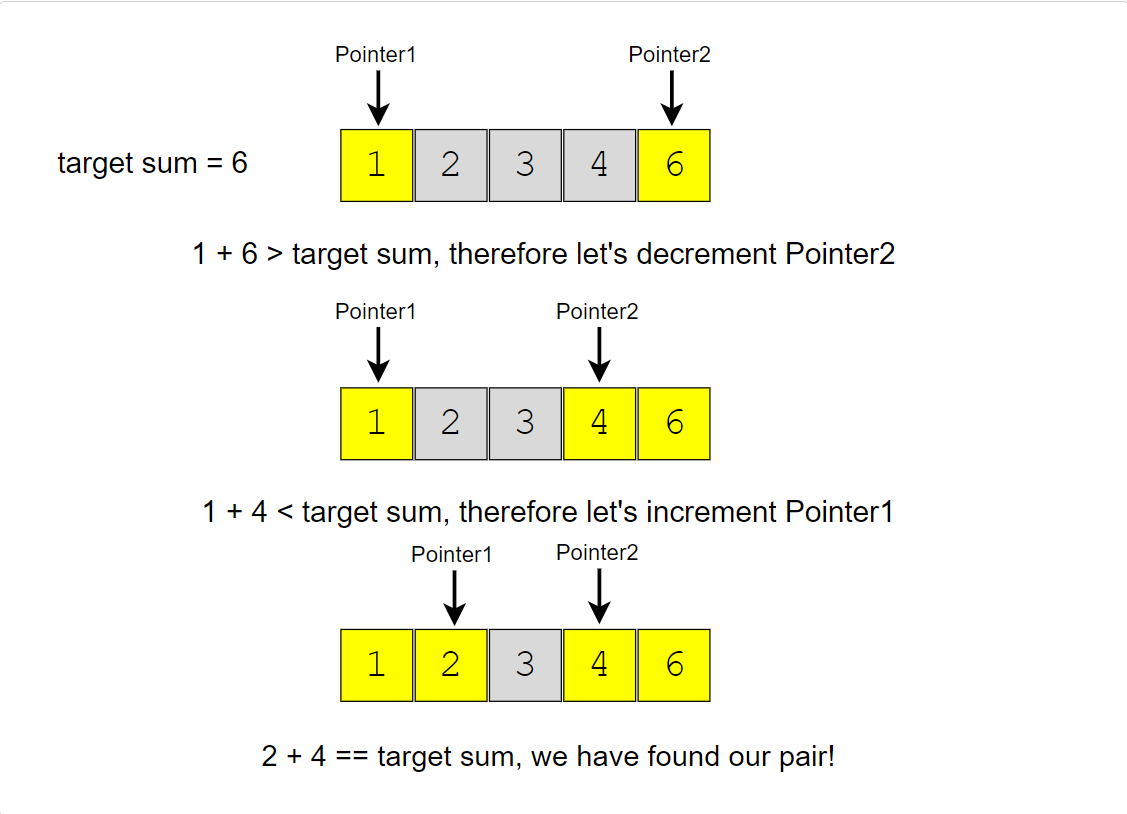 Pointer1 Pointer2
target sum = 6 1 2 3 4 6
1 + 6 > target sum, therefore let's decrement Pointer2
Pointer1 Pointer2
1 2 3 4 6
1 + 4 < target sum, therefore let's increment Pointer1
Pointer1 Pointer2
1 2 3 4 6
2 + 4 == target sum, we have found our pair!